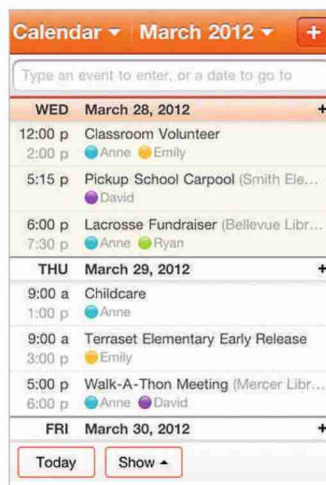 Calendar March 2012 +
Type an event to enter, or a date to go to
WED March 28, 2012 +
12:00 p Classroom Volunteer
2:00 p Anne Emily
5:15 p Pickup School Carpool (Smith Ele...
David
6:00 p Lacrosse Fundraiser (Bellevue Libr...
7:30 p Anne Ryan
THU March 29, 2012 +
9:00 a Childcare
1:00 p Anne
9:00 a Terraset Elementary Early Release
3:00 p Emily
5:00 p Walk-A-Thon Meeting (Mercer Libr...
6:00 p Anne David
FRI March 30, 2012 +
Today Show